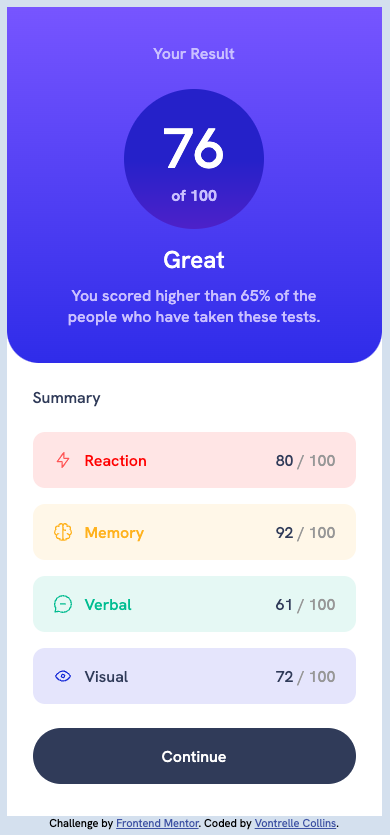 Your Result
76
of 100
Great
You scored higher than 65% of the
people who have taken these tests.
Summary
Reaction 80 / 100
Memory 92 / 100
Verbal 61 / 100
Visual 72 / 100
Continue
Challenge by Frontend Mentor. Coded by Vontrelle Collins.